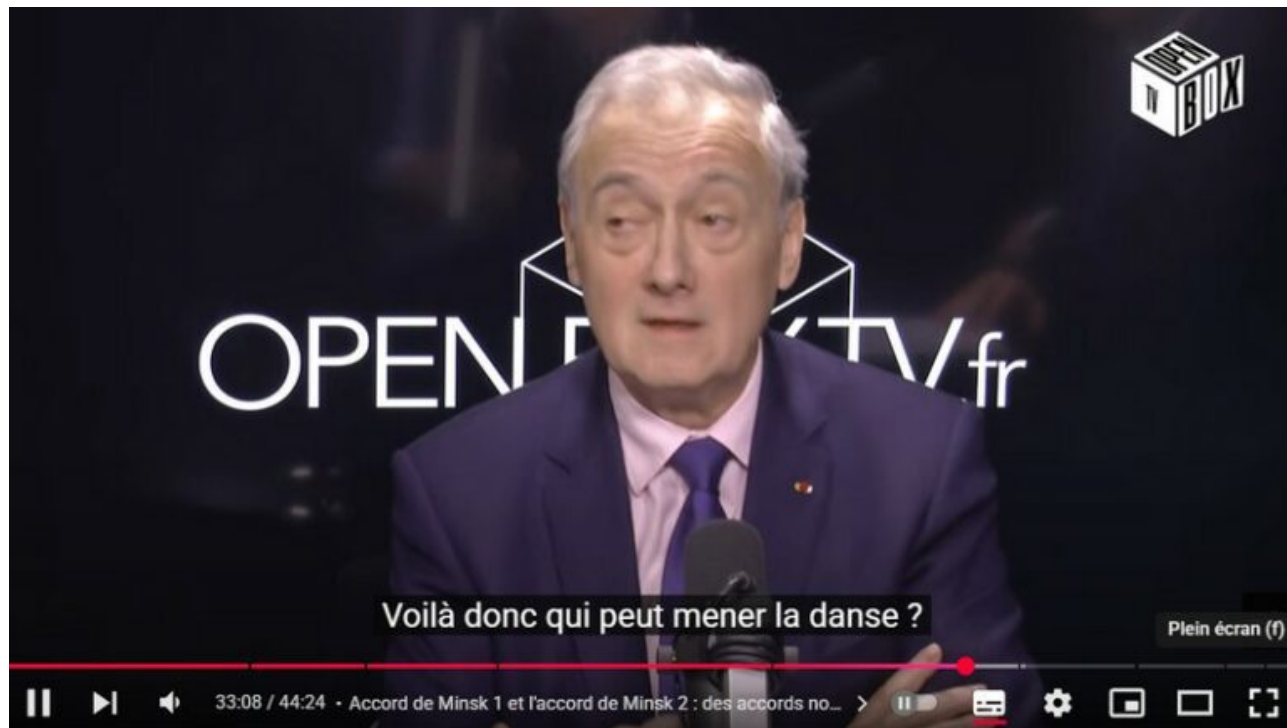 OPEN
TV BOX
OPEN B TV.fr
Voilà donc qui peut mener la danse ?
Plein écran (f)
33:08 / 44:24 • Accord de Minsk 1 et l'accord de Minsk 2 : des accords no... >